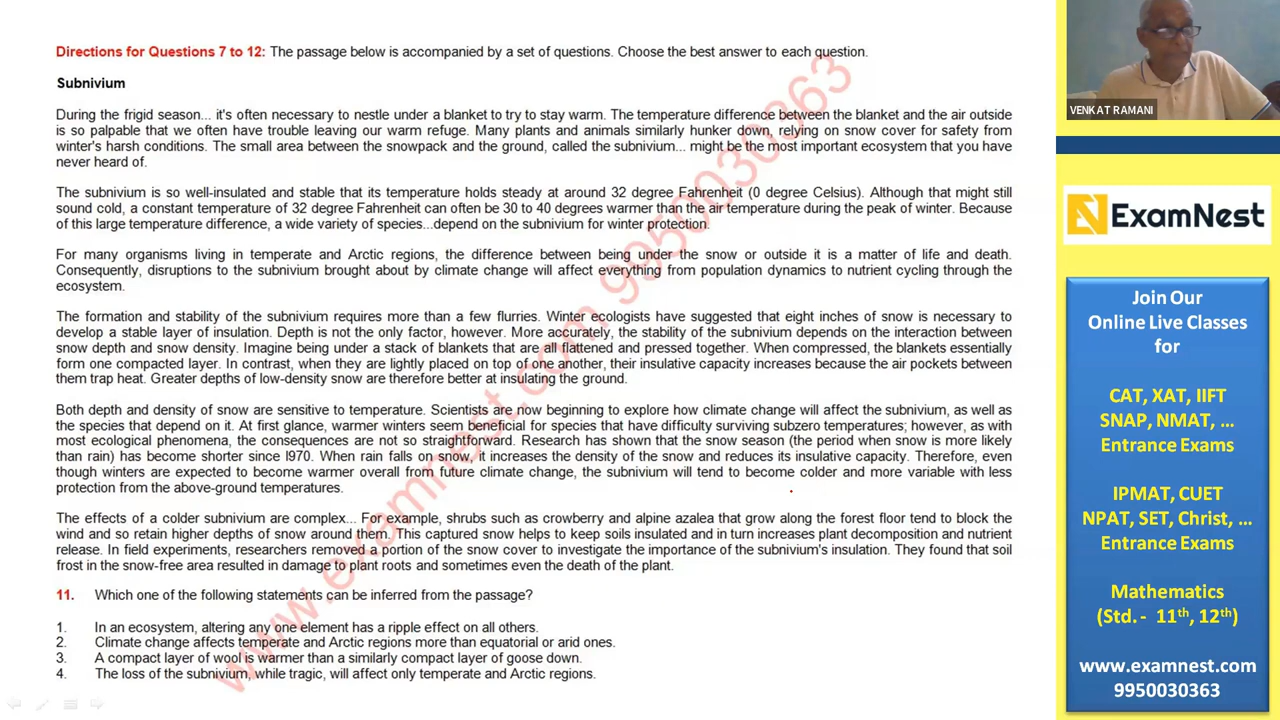 Directions for Questions 7 to 12: The passage below is accompanied by a set of questions. Choose the best answer to each question.
Subnivium
During the frigid season... it's often necessary to nestle under a blanket to try to stay warm. The temperature difference between the blanket and the air outside
is so palpable that we often have trouble leaving our warm refuge. Many plants and animals similarly hunker down, relying on snow cover for safety from
winter's harsh conditions. The small area between the snowpack and the ground, called the subnivium... might be the most important ecosystem that you have
never heard of.
The subnivium is so well-insulated and stable that its temperature holds steady at around 32 degree Fahrenheit (0 degree Celsius). Although that might still
sound cold, a constant temperature of 32 degree Fahrenheit can often be 30 to 40 degrees warmer than the air temperature during the peak of winter. Because
of this large temperature difference, a wide variety of species...depend on the subnivium for winter protection.
For many organisms living in temperate and Arctic regions, the difference between being under the snow or outside it is a matter of life and death.
Consequently, disruptions to the subnivium brought about by climate change will affect everything from population dynamics to nutrient cycling through the
ecosystem.
The formation and stability of the subnivium requires more than a few flurries. Winter ecologists have suggested that eight inches of snow is necessary to
develop a stable layer of insulation. Depth is not the only factor, however. More accurately, the stability of the subnivium depends on the interaction between
snow depth and snow density. Imagine being under a stack of blankets that are all flattened and pressed together. When compressed, the blankets essentially
form one compacted layer. In contrast, when they are lightly placed on top of one another, their insulative capacity increases because the air pockets between
them trap heat. Greater depths of low-density snow are therefore better at insulating the ground.
Both depth and density of snow are sensitive to temperature. Scientists are now beginning to explore how climate change will affect the subnivium, as well as
the species that depend on it. At first glance, warmer winters seem beneficial for species that have difficulty surviving subzero temperatures; however, as with
most ecological phenomena, the consequences are not so straightforward. Research has shown that the snow season (the period when snow is more likely
than rain) has become shorter since l970. When rain falls on snow, it increases the density of the snow and reduces its insulative capacity. Therefore, even
though winters are expected to become warmer overall from future climate change, the subnivium will tend to become colder and more variable with less
protection from the above-ground temperatures.
The effects of a colder subnivium are complex... For example, shrubs such as crowberry and alpine azalea that grow along the forest floor tend to block the
wind and so retain higher depths of snow around them. This captured snow helps to keep soils insulated and in turn increases plant decomposition and nutrient
release. In field experiments, researchers removed a portion of the snow cover to investigate the importance of the subnivium's insulation. They found that soil
frost in the snow-free area resulted in damage to plant roots and sometimes even the death of the plant.
11. Which one of the following statements can be inferred from the passage?
1. In an ecosystem, altering any one element has a ripple effect on all others.
2. Climate change affects temperate and Arctic regions more than equatorial or arid ones.
3. A compact layer of wool is warmer than a similarly compact layer of goose down.
4. The loss of the subnivium, while tragic, will affect only temperate and Arctic regions.
www.examnest.com 9950030363
VENKAT RAMANI
ExamNest
Join Our
Online Live Classes
for
CAT, XAT, IIFT
SNAP, NMAT, ...
Entrance Exams
IPMAT, CUET
NPAT, SET, Christ, ...
Entrance Exams
Mathematics
(Std. - 11th, 12th)
www.examnest.com
9950030363